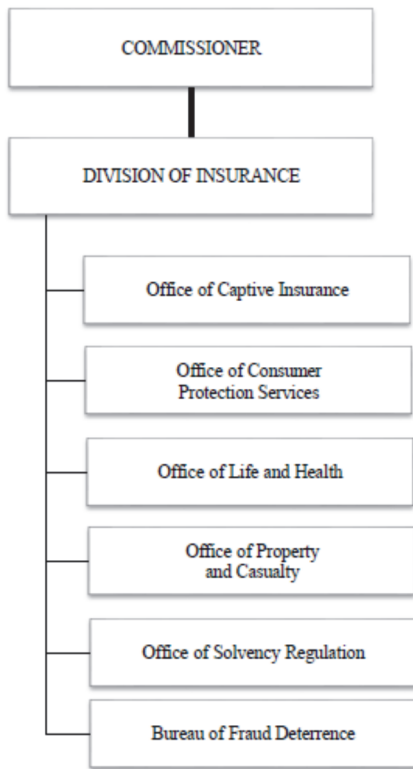 COMMISSIONER
DIVISION OF INSURANCE
Office of Captive Insurance
Office of Consumer
Protection Services
Office of Life and Health
Office of Property
and Casualty
Office of Solvency Regulation
Bureau of Fraud Deterrence